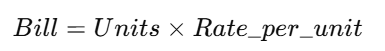 Bill = Units × Rate_per_unit